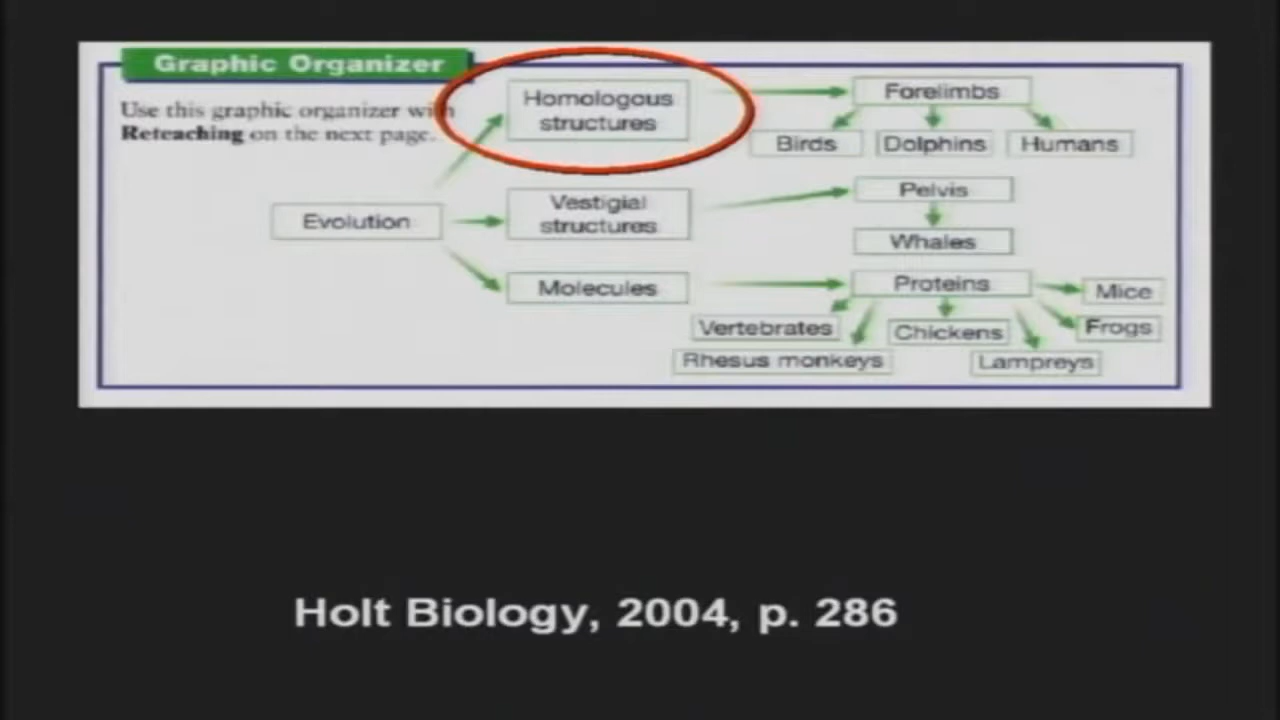 Graphic Organizer
Use this graphic organizer with
Reteaching on the next page.
Homologous
structures
Forelimbs
Birds
Dolphins
Humans
Evolution
Vestigial
structures
Pelvis
Whales
Molecules
Proteins
Mice
Vertebrates
Chickens
Frogs
Rhesus monkeys
Lampreys
Holt Biology, 2004, p. 286